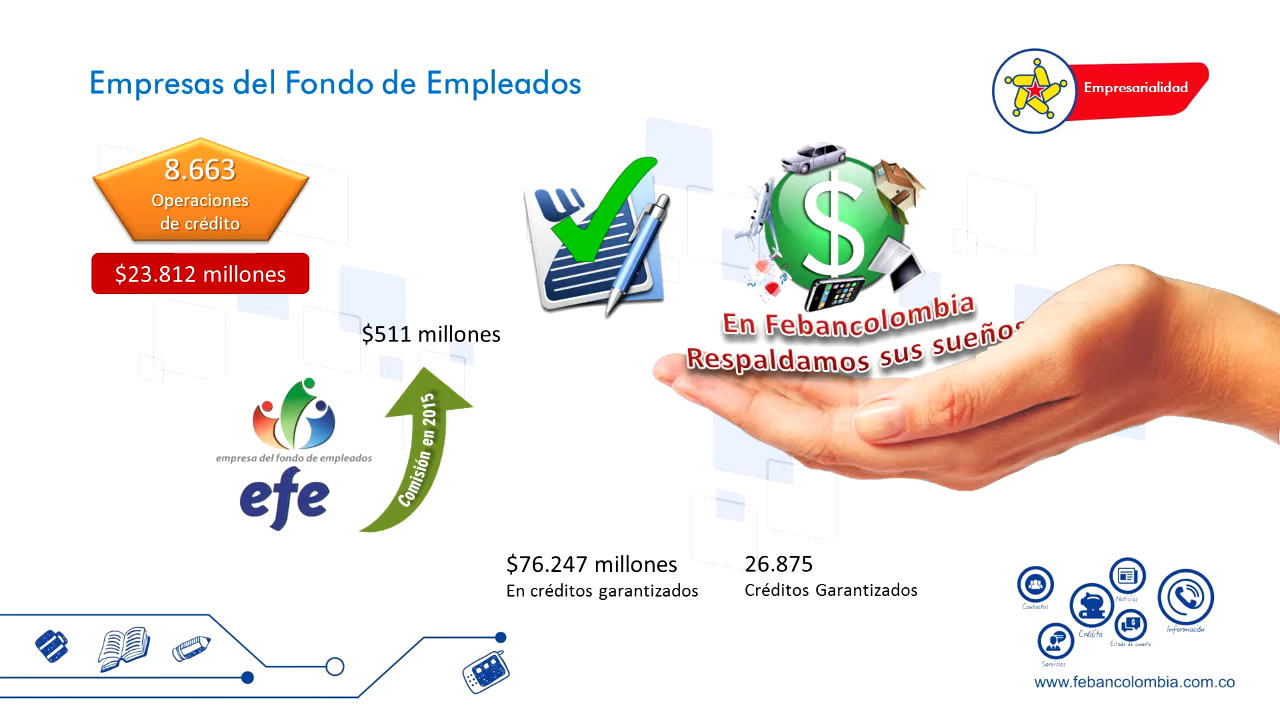 Empresas del Fondo de Empleados
Empresarialidad
8.663
Operaciones
de crédito
$23.812 millones
$511 millones
Comisión en 2015
empresa del fondo de empleados
efe
$
En Febancolombia
Respaldamos sus sueños
$76.247 millones
En créditos garantizados
26.875
Créditos Garantizados
Contactos
Noticias
Crédito
Información
Estado de cuenta
Servicios
www.febancolombia.com.co